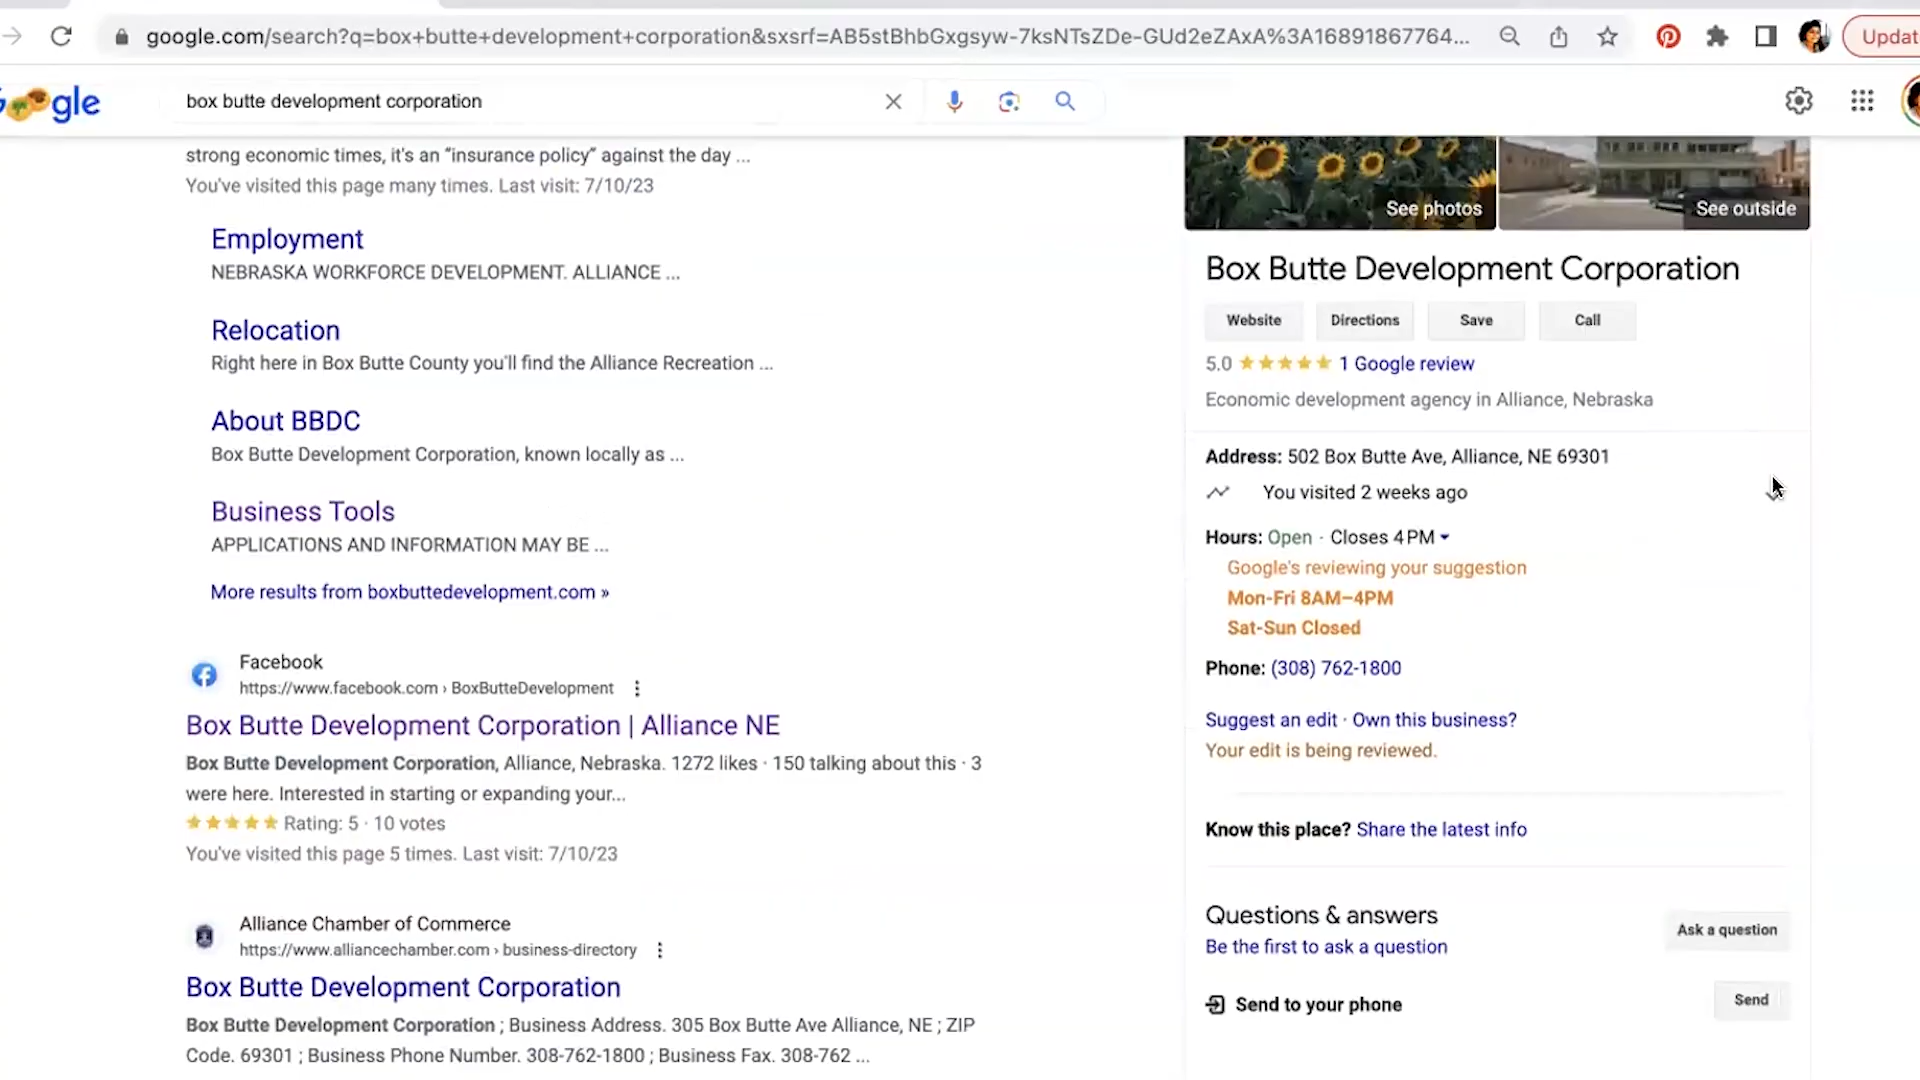 google.com/search?q=box+butte+development+corporation&sxsrf=AB5stBhbGxgsyw-7ksNTsZDe-GUd2eZAxA%3A16891867764...
Updat
gle
box butte development corporation
strong economic times, it's an “insurance policy” against the day ...
You've visited this page many times. Last visit: 7/10/23
Employment
NEBRASKA WORKFORCE DEVELOPMENT. ALLIANCE ...
Relocation
Right here in Box Butte County you'll find the Alliance Recreation ...
About BBDC
Box Butte Development Corporation, known locally as ...
Business Tools
APPLICATIONS AND INFORMATION MAY BE ...
More results from boxbuttedevelopment.com »
Facebook
https://www.facebook.com › BoxButteDevelopment
Box Butte Development Corporation | Alliance NE
Box Butte Development Corporation, Alliance, Nebraska. 1272 likes · 150 talking about this · 3
were here. Interested in starting or expanding your...
Rating: 5 · 10 votes
You've visited this page 5 times. Last visit: 7/10/23
Alliance Chamber of Commerce
https://www.alliancechamber.com › business-directory
Box Butte Development Corporation
Box Butte Development Corporation ; Business Address. 305 Box Butte Ave Alliance, NE ; ZIP
Code. 69301 ; Business Phone Number. 308-762-1800 ; Business Fax. 308-762 ...
See photos
See outside
Box Butte Development Corporation
Website Directions Save Call
5.0 1 Google review
Economic development agency in Alliance, Nebraska
Address: 502 Box Butte Ave, Alliance, NE 69301
You visited 2 weeks ago
Hours: Open · Closes 4 PM
Google's reviewing your suggestion
Mon-Fri 8AM–4PM
Sat-Sun Closed
Phone: (308) 762-1800
Suggest an edit · Own this business?
Your edit is being reviewed.
Know this place? Share the latest info
Questions & answers
Ask a question
Be the first to ask a question
Send to your phone
Send